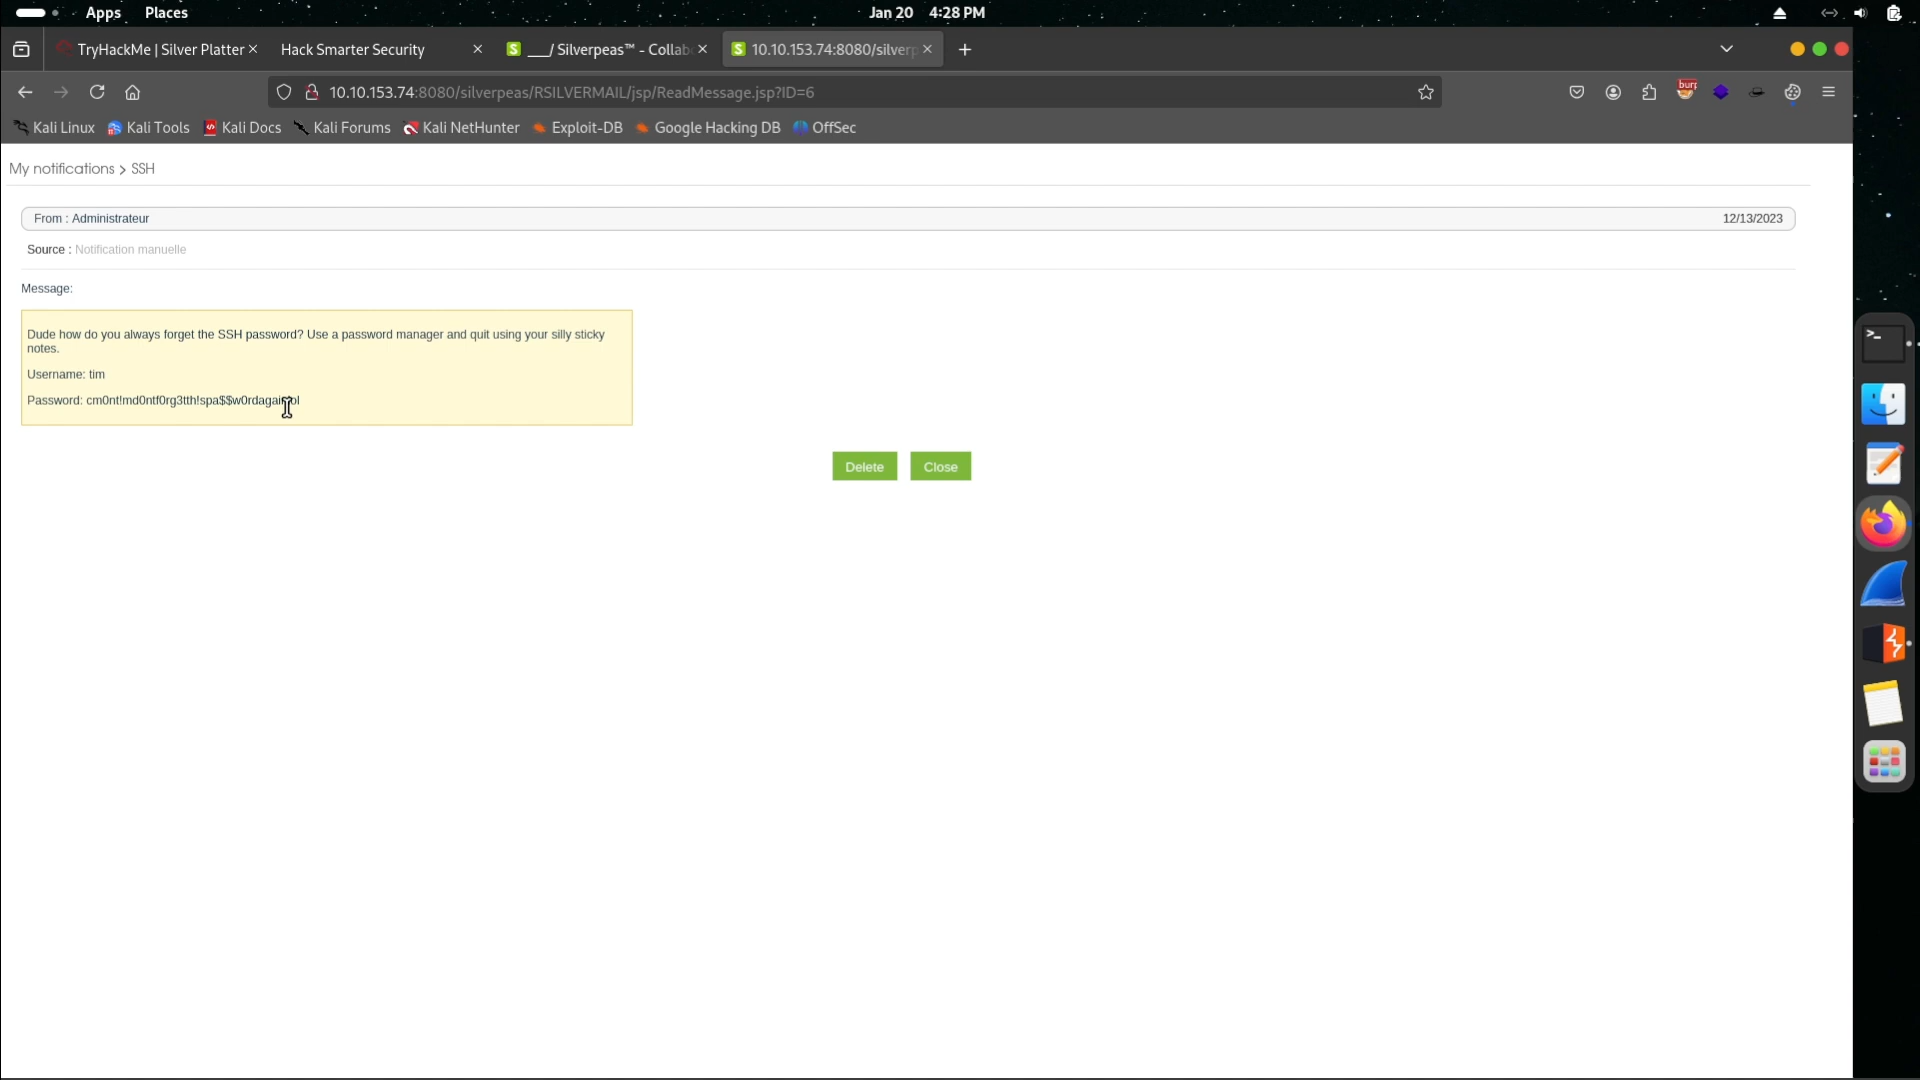 Apps Places Jan 20 4:28 PM
TryHackMe | Silver Platter Hack Smarter Security ___/ Silverpeas™ - Collab 10.10.153.74:8080/silverp
10.10.153.74:8080/silverpeas/RSILVERMAIL/jsp/ReadMessage.jsp?ID=6
Kali Linux Kali Tools Kali Docs Kali Forums Kali NetHunter Exploit-DB Google Hacking DB OffSec
My notifications > SSH
From : Administrateur 12/13/2023
Source : Notification manuelle
Message:
Dude how do you always forget the SSH password? Use a password manager and quit using your silly sticky
notes.
Username: tim
Password:
Delete Close